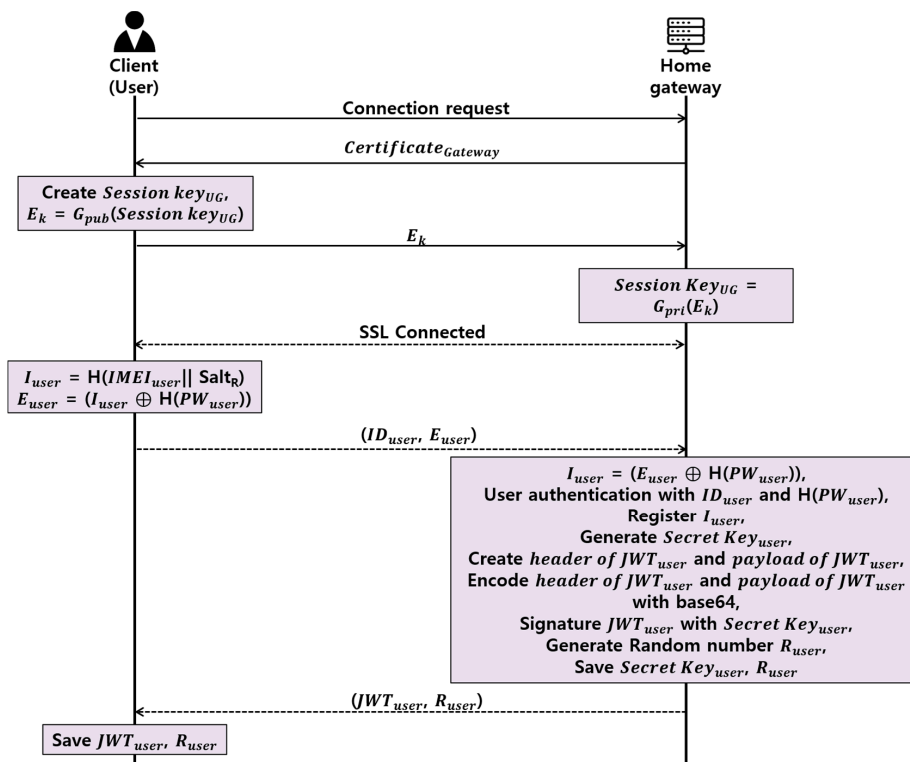 Client
(User)
Home
gateway
Connection request
Certificate_Gateway
Create Session key_UG,
E_k = G_pub(Session key_UG)
E_k
Session Key_UG =
G_pri(E_k)
SSL Connected
I_user = H(IMEI_user|| Salt_R)
E_user = (I_user ⊕ H(PW_user))
(ID_user, E_user)
I_user = (E_user ⊕ H(PW_user)),
User authentication with ID_user and H(PW_user),
Register I_user,
Generate Secret Key_user,
Create header of JWT_user and payload of JWT_user,
Encode header of JWT_user and payload of JWT_user
with base64,
Signature JWT_user with Secret Key_user,
Generate Random number R_user,
Save Secret Key_user, R_user
(JWT_user, R_user)
Save JWT_user, R_user